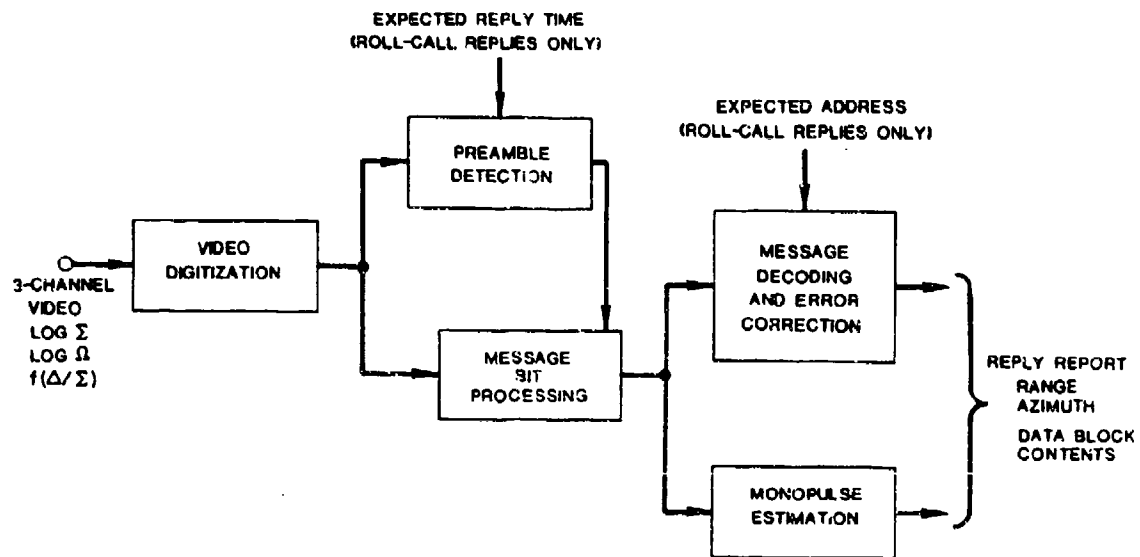 EXPECTED REPLY TIME
(ROLL-CALL REPLIES ONLY)
PREAMBLE
DETECTION
EXPECTED ADDRESS
(ROLL-CALL REPLIES ONLY)
VIDEO
DIGITIZATION
3-CHANNEL
VIDEO
LOG Σ
LOG Ω
f(Δ/Σ)
MESSAGE
BIT
PROCESSING
MESSAGE
DECODING
AND ERROR
CORRECTION
MONOPULSE
ESTIMATION
REPLY REPORT
RANGE
AZIMUTH
DATA BLOCK
CONTENTS